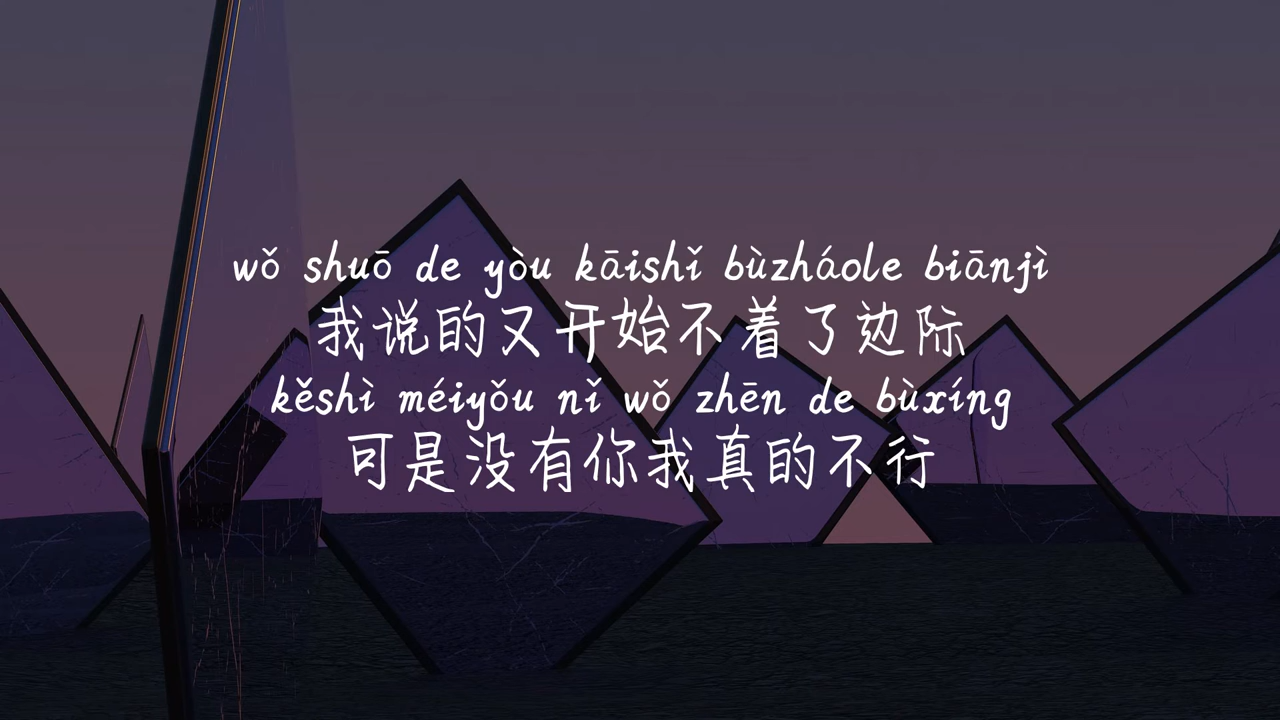 wǒ shuō de yòu kāishǐ bùzháole biānjì
我说的又开始不着了边际
kěshì méiyǒu nǐ wǒ zhēn de bùxíng
可是没有你我真的不行